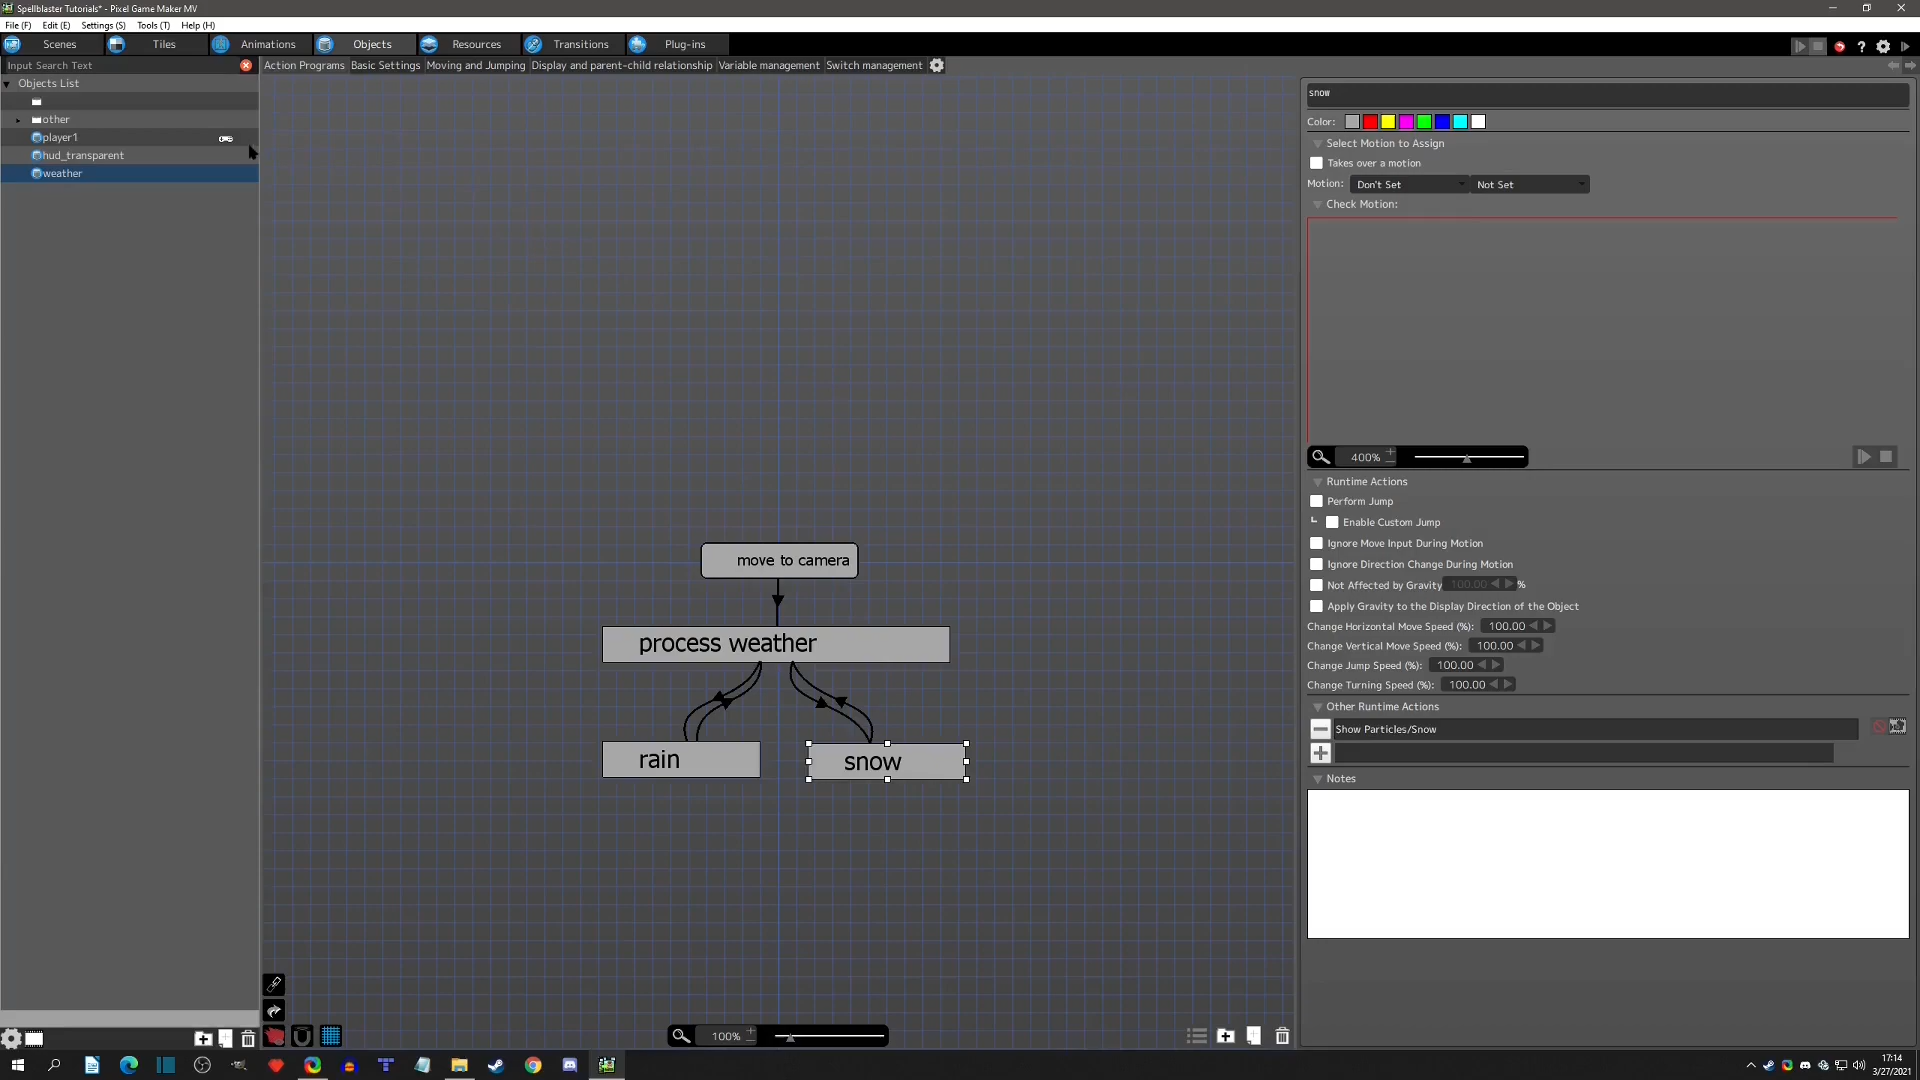 Spellblaster Tutorials* - Pixel Game Maker MV
File (F) Edit (E) Settings (S) Tools (T) Help (H)
Scenes Tiles Animations Objects Resources Transitions Plug-ins
Input Search Text
Action Programs Basic Settings Moving and Jumping Display and parent-child relationship Variable management Switch management
Objects List
other
player1
hud_transparent
weather
move to camera
process weather
rain
snow
100%
snow
Color:
Select Motion to Assign
Takes over a motion
Motion: Don't Set Not Set
Check Motion:
400%
Runtime Actions
Perform Jump
Enable Custom Jump
Ignore Move Input During Motion
Ignore Direction Change During Motion
Not Affected by Gravity 100.00 %
Apply Gravity to the Display Direction of the Object
Change Horizontal Move Speed (%): 100.00
Change Vertical Move Speed (%): 100.00
Change Jump Speed (%): 100.00
Change Turning Speed (%): 100.00
Other Runtime Actions
Show Particles/Snow
Notes
17:14
3/27/2021